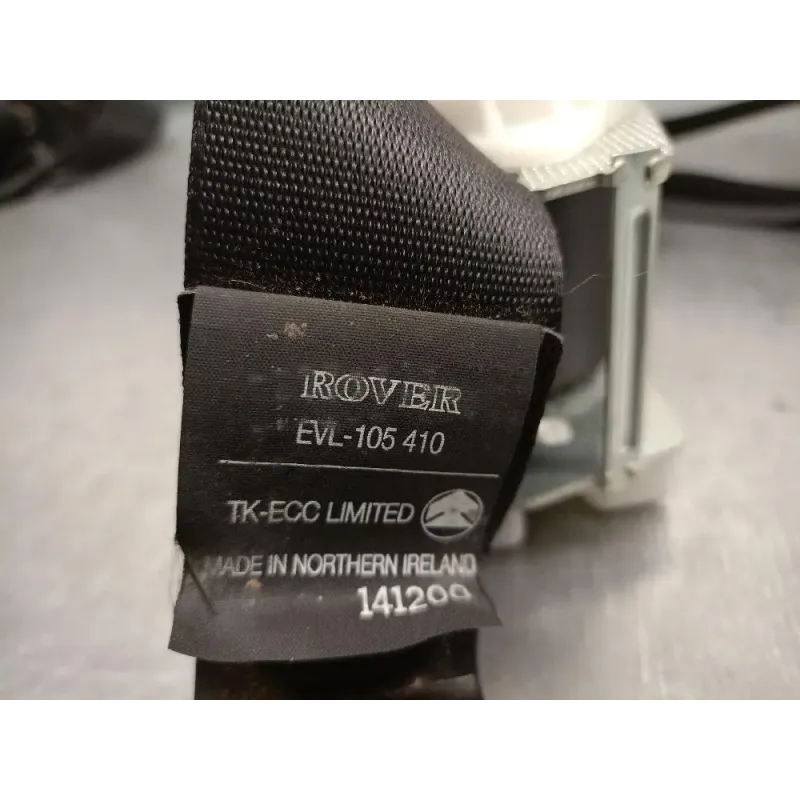 ROVER
EVL-105 410
TK-ECC LIMITED
MADE IN NORTHERN IRELAND
141200